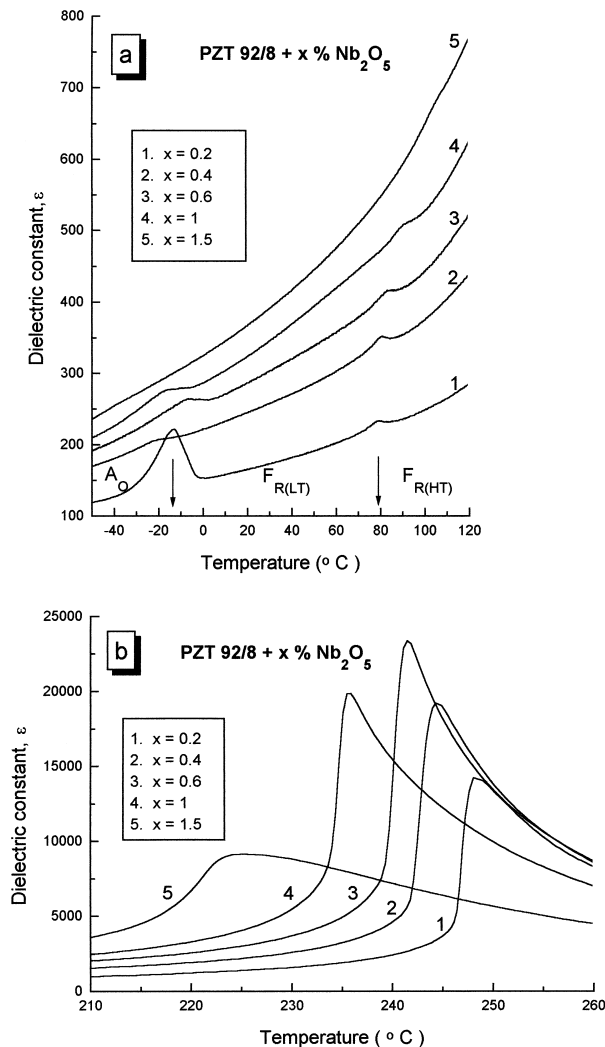 a
PZT 92/8 + x % Nb2O5
1. x = 0.2
2. x = 0.4
3. x = 0.6
4. x = 1
5. x = 1.5
Dielectric constant, ε
800
700
600
500
400
300
200
100
5
4
3
2
1
AO
FR(LT)
FR(HT)
-40 -20 0 20 40 60 80 100 120
Temperature (° C )
b
PZT 92/8 + x % Nb2O5
1. x = 0.2
2. x = 0.4
3. x = 0.6
4. x = 1
5. x = 1.5
Dielectric constant, ε
25000
20000
15000
10000
5000
0
5 4 3 2 1
210 220 230 240 250 260
Temperature ( ° C )